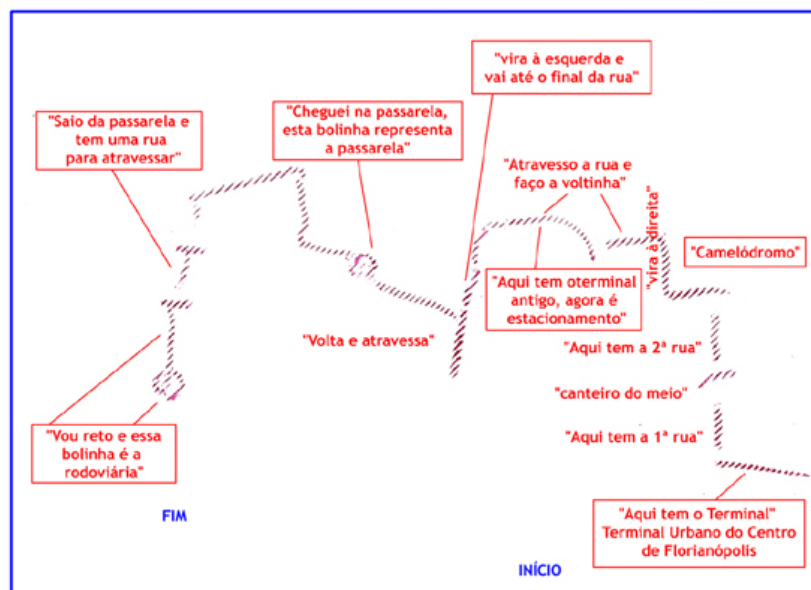 "vira à esquerda e
vai até o final da rua"
"Saio da passarela e
tem uma rua
para atravessar"
"Cheguei na passarela,
esta bolinha representa
a passarela"
"Atravesso a rua e
faço a voltinha"
"vira à direita"
"Camelódromo"
"Aqui tem oterminal
antigo, agora é
estacionamento"
"Volta e atravessa"
"Aqui tem a 2ª rua"
"canteiro do meio"
"Aqui tem a 1ª rua"
"Vou reto e essa
bolinha é a
rodoviária"
"Aqui tem o Terminal"
Terminal Urbano do Centro
de Florianópolis
FIM
INÍCIO